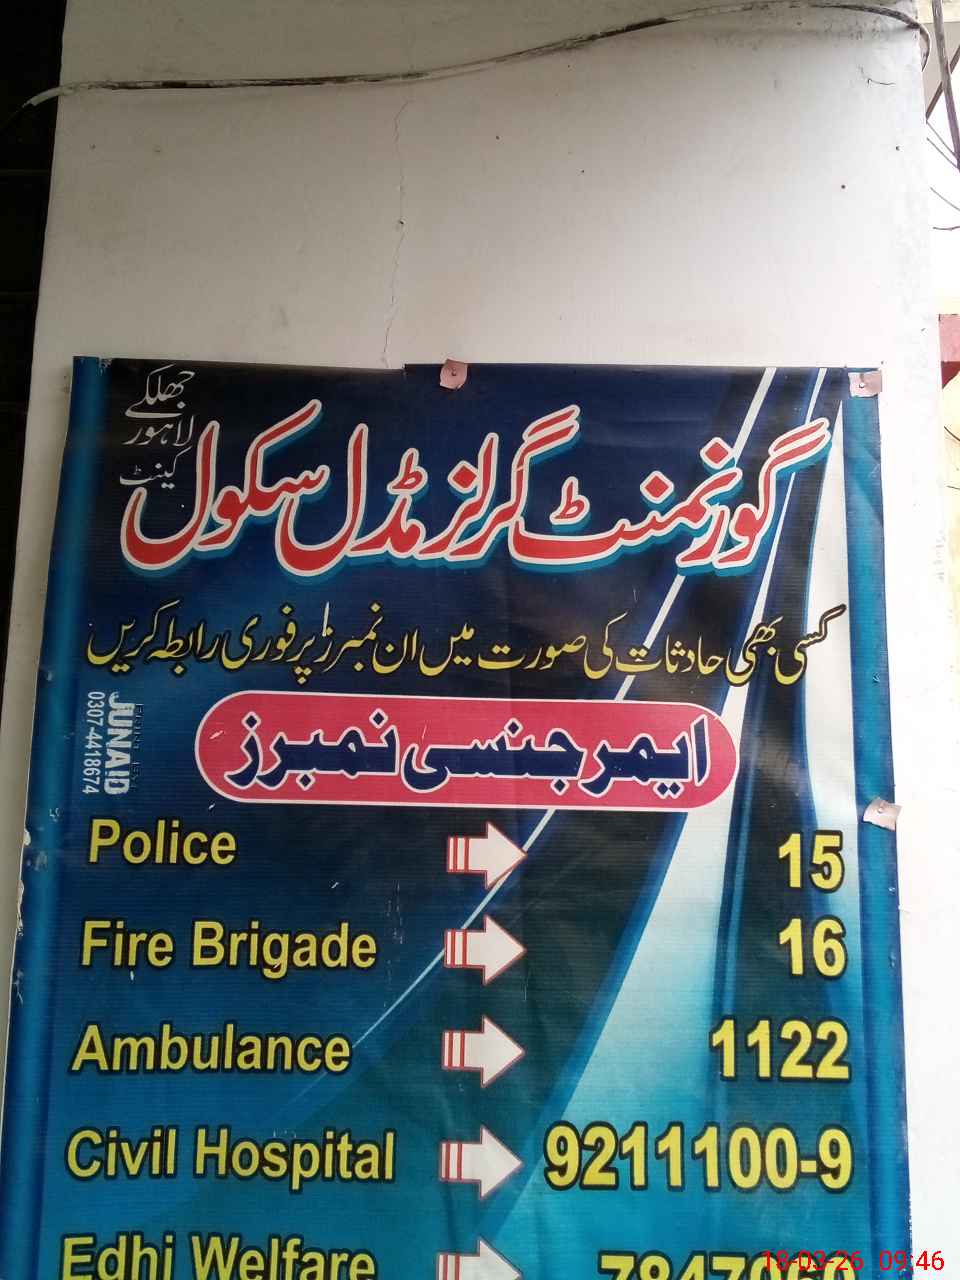 جھلکے
لاہور
کینٹ
گورنمنٹ گرلز مڈل سکول
کسی بھی حادثات کی صورت میں ان نمبرز پر فوری رابطہ کریں
JUNAID
0307-4418674
ایمرجنسی نمبرز
Police 15
Fire Brigade 16
Ambulance 1122
Civil Hospital 9211100-9
Edhi Welfare
18-03-26 09:46